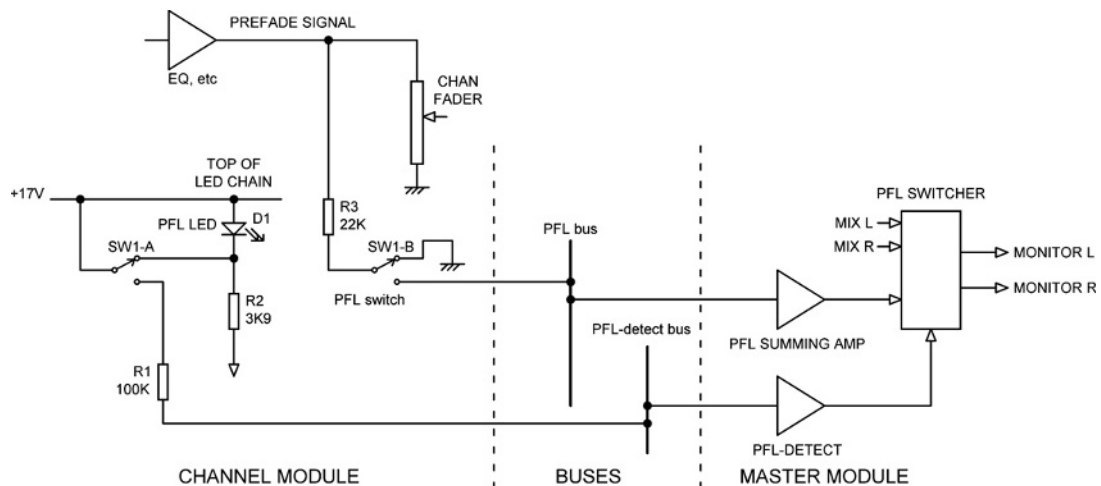 PREFADE SIGNAL
EQ, etc
CHAN
FADER
TOP OF
LED CHAIN
+17V
PFL LED
D1
R3
22K
PFL SWITCHER
PFL bus
MIX L
MIX R
SW1-A
SW1-B
MONITOR L
MONITOR R
R2
3K9
PFL switch
PFL-detect bus
PFL SUMMING AMP
R1
100K
PFL-DETECT
CHANNEL MODULE
BUSES
MASTER MODULE